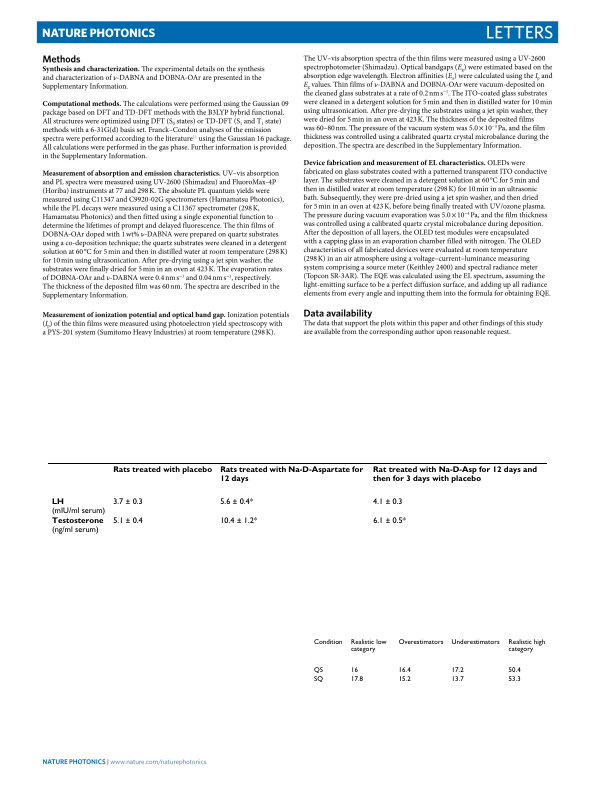 NATURE PHOTONICS
LETTERS
Methods
Synthesis and characterization. The experimental details on the synthesis
and characterization of ν-DABNA and DOBNA-OAr are presented in the
Supplementary Information.
Computational methods. The calculations were performed using the Gaussian 09
package based on DFT and TD-DFT methods with the B3LYP hybrid functional.
All structures were optimized using DFT (S₀ states) or TD-DFT (S₁ and T₁ state)
methods with a 6-31G(d) basis set. Franck–Condon analyses of the emission
spectra were performed according to the literature using the Gaussian 16 package.
All calculations were performed in the gas phase. Further information is provided
in the Supplementary Information.
Measurement of absorption and emission characteristics. UV–vis absorption
and PL spectra were measured using UV-2600 (Shimadzu) and FluoroMax-4P
(Horiba) instruments at 77 and 298 K. The absolute PL quantum yields were
measured using C11347 and C9920-02G spectrometers (Hamamatsu Photonics),
while the PL decays were measured using a C11367 spectrometer (298 K,
Hamamatsu Photonics) and then fitted using a single exponential function to
determine the lifetimes of prompt and delayed fluorescence. The thin films of
DOBNA-OAr doped with 1 wt% ν-DABNA were prepared on quartz substrates
using a co-deposition technique; the quartz substrates were cleaned in a detergent
solution at 60 °C for 5 min and then in distilled water at room temperature (298 K)
for 10 min using ultrasonication. After pre-drying using a jet spin washer, the
substrates were finally dried for 5 min in an oven at 423 K. The evaporation rates
of DOBNA-OAr and ν-DABNA were 0.4 nm s⁻¹ and 0.04 nm s⁻¹, respectively.
The thickness of the deposited film was 60 nm. The spectra are described in the
Supplementary Information.
Measurement of ionization potential and optical band gap. Ionization potentials
(Iₚ) of the thin films were measured using photoelectron yield spectroscopy with
a PYS-201 system (Sumitomo Heavy Industries) at room temperature (298 K).
The UV–vis absorption spectra of the thin films were measured using a UV-2600
spectrophotometer (Shimadzu). Optical bandgaps (E_g) were estimated based on the
absorption edge wavelength. Electron affinities (Eₐ) were calculated using the Iₚ and
E_g values. Thin films of ν-DABNA and DOBNA-OAr were vacuum-deposited on
the cleaned glass substrates at a rate of 0.2 nm s⁻¹. The ITO-coated glass substrates
were cleaned in a detergent solution for 5 min and then in distilled water for 10 min
using ultrasonication. After pre-drying the substrates using a jet spin washer, they
were dried for 5 min in an oven at 423 K, before being finally treated with UV/
ozone plasma. The thickness of the deposited films
was 60–80 nm. The pressure of the vacuum system was 5.0 × 10⁻⁴ Pa, and the film
thickness was controlled using a calibrated quartz crystal microbalance during the
deposition. The spectra are described in the Supplementary Information.
Device fabrication and measurement of EL characteristics. OLEDs were
fabricated on glass substrates coated with a patterned transparent ITO conductive
layer. The substrates were cleaned in a detergent solution at 60 °C for 5 min and
then in distilled water at room temperature (298 K) for 10 min in an ultrasonic
bath. Subsequently, they were pre-dried using a jet spin washer, and then dried
for 5 min in an oven at 423 K, before being finally treated with UV/ozone plasma.
The pressure during vacuum evaporation was 5.0 × 10⁻⁴ Pa, and the film thickness
was controlled using a calibrated quartz crystal microbalance during deposition.
After the deposition of all layers, the OLED test modules were encapsulated
with a capping glass in an evaporation chamber filled with nitrogen. The OLED
characteristics of all fabricated devices were evaluated at room temperature
(298 K) in an air atmosphere using a voltage–current–luminance measuring
system comprising a source meter (Keithley 2400) and spectral radiance meter
(Topcon SR-3AR). The EQE was calculated using the EL spectrum, assuming the
light-emitting surface to be a perfect diffusion surface, and adding up all radiance
elements from every angle and inputting them into the formula for obtaining EQE.
Data availability
The data that support the plots within this paper and other findings of this study
are available from the corresponding author upon reasonable request.
Rats treated with placebo Rats treated with Na-D-Aspartate for Rat treated with Na-D-Asp for 12 days and
12 days then for 3 days with placebo
LH 3.7 ± 0.3 5.6 ± 0.4* 4.1 ± 0.3
(mIU/ml serum)
Testosterone 5.1 ± 0.4 10.4 ± 1.2* 6.1 ± 0.5*
(ng/ml serum)
Condition Realistic low Overestimators Underestimators Realistic high
category category
QS 16 16.4 17.2 50.4
SQ 17.8 15.2 13.7 53.3
NATURE PHOTONICS | www.nature.com/naturephotonics